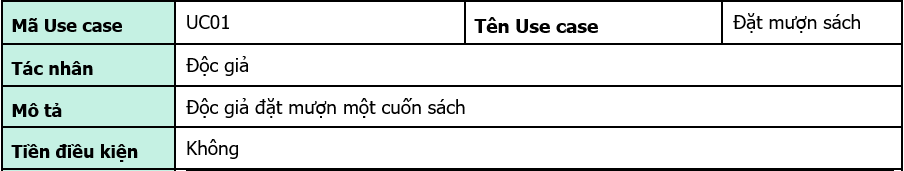 Mã Use case UC01 Tên Use case Đặt mượn sách
Tác nhân Độc giả
Mô tả Độc giả đặt mượn một cuốn sách
Tiền điều kiện Không